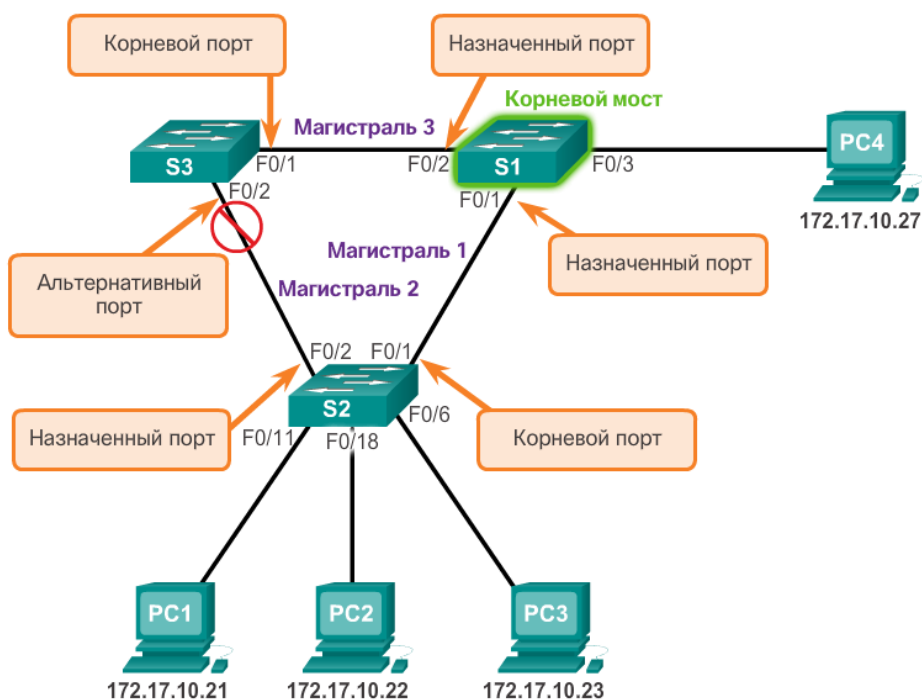 Корневой порт
Назначенный порт
Корневой мост
Магистраль 3
S3
F0/1
F0/2
S1
F0/3
PC4
F0/2
F0/1
172.17.10.27
Альтернативный
порт
Магистраль 1
Назначенный порт
Магистраль 2
F0/2
F0/1
Назначенный порт
S2
F0/6
Корневой порт
F0/11
F0/18
PC1
PC2
PC3
172.17.10.21
172.17.10.22
172.17.10.23